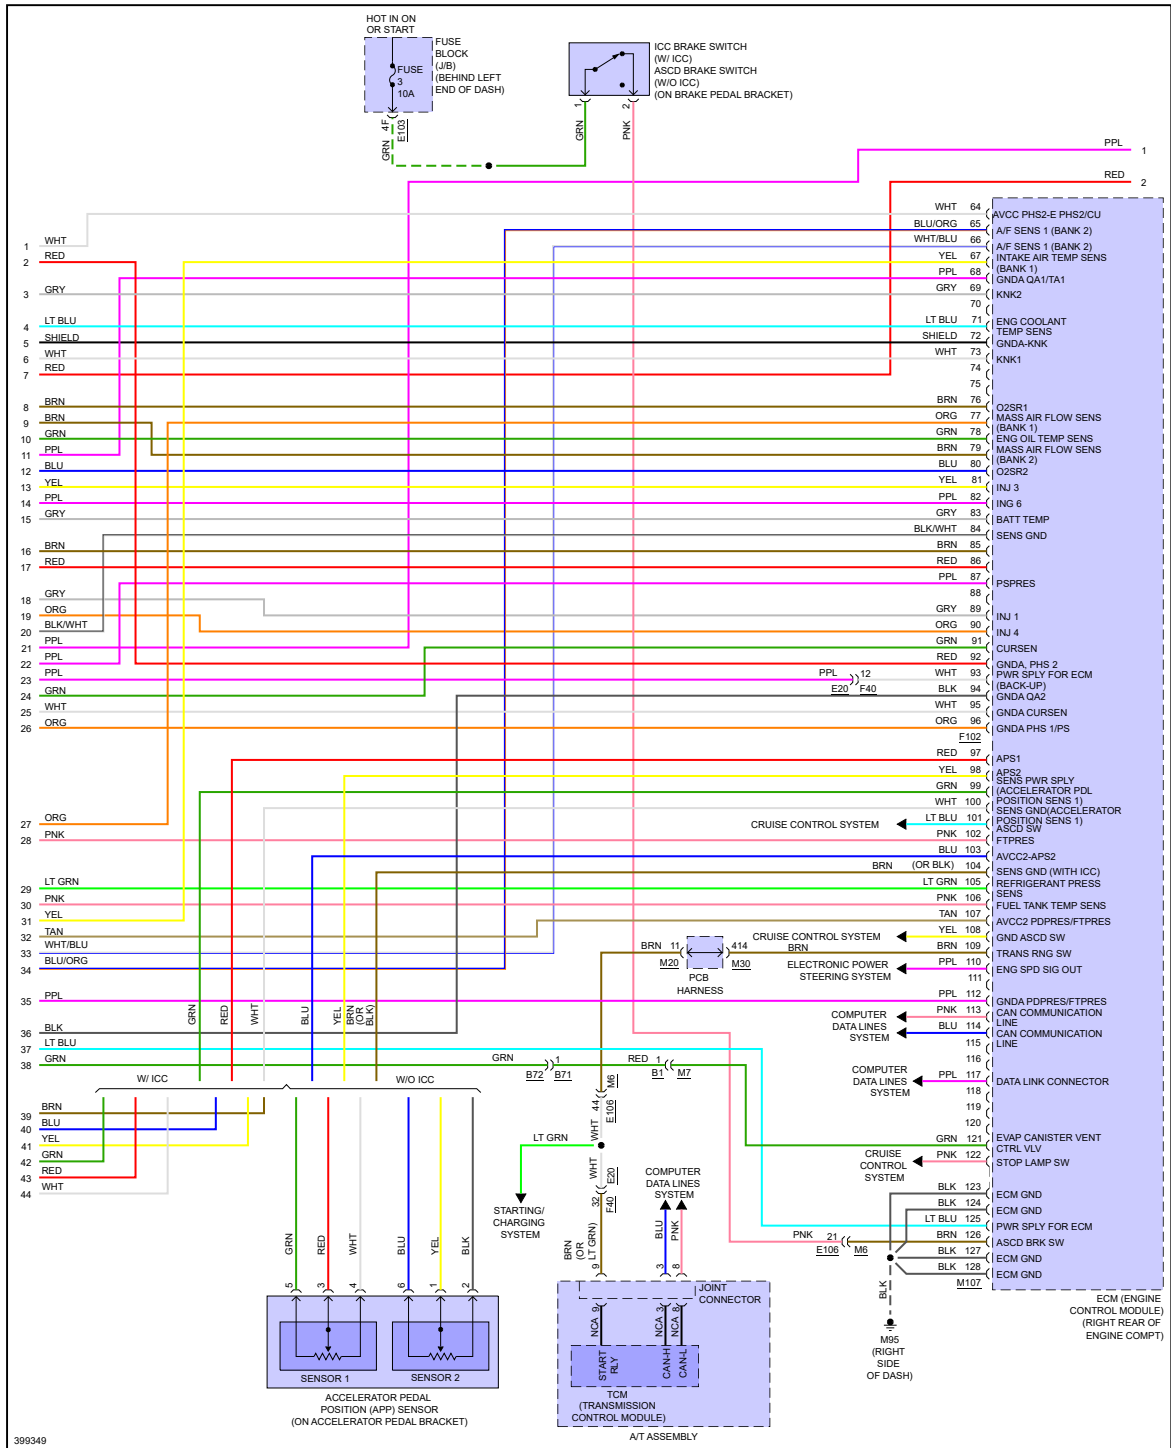 HOT IN ON
OR START
FUSE
BLOCK
(J/B)
(BEHIND LEFT
END OF DASH)
FUSE
3
10A
4F
E103
GRN
ICC BRAKE SWITCH
(W/ ICC)
ASCD BRAKE SWITCH
(W/O ICC)
(ON BRAKE PEDAL BRACKET)
1
2
GRN
PNK
PPL 1
RED 2
1 WHT
2 RED
3 GRY
4 LT BLU
5 SHIELD
6 WHT
7 RED
8 BRN
9 BRN
10 GRN
11 PPL
12 BLU
13 YEL
14 PPL
15 GRY
16 BRN
17 RED
18 GRY
19 ORG
20 BLK/WHT
21 PPL
22 PPL
23 PPL
24 GRN
25 WHT
26 ORG
27 ORG
28 PNK
29 LT GRN
30 PNK
31 YEL
32 TAN
33 WHT/BLU
34 BLU/ORG
35 PPL
36 BLK
37 LT BLU
38 GRN
39 BRN
40 BLU
41 YEL
42 GRN
43 RED
44 WHT
WHT 64 AVCC PHS2-E PHS2/CU
BLU/ORG 65 A/F SENS 1 (BANK 2)
WHT/BLU 66 A/F SENS 1 (BANK 2)
YEL 67 INTAKE AIR TEMP SENS
(BANK 1)
PPL 68 GNDA QA1/TA1
GRY 69 KNK2
70
LT BLU 71 ENG COOLANT
TEMP SENS
SHIELD 72 GNDA-KNK
WHT 73 KNK1
74
75
BRN 76 O2SR1
ORG 77 MASS AIR FLOW SENS
(BANK 1)
GRN 78 ENG OIL TEMP SENS
BRN 79 MASS AIR FLOW SENS
(BANK 2)
BLU 80 O2SR2
YEL 81 INJ 3
PPL 82 ING 6
GRY 83 BATT TEMP
BLK/WHT 84 SENS GND
BRN 85
RED 86
PPL 87 PSPRES
88
GRY 89 INJ 1
ORG 90 INJ 4
GRN 91 CURSEN
RED 92 GNDA, PHS 2
PPL 12 WHT 93 PWR SPLY FOR ECM
(BACK-UP)
E20 F40
BLK 94 GNDA QA2
WHT 95 GNDA CURSEN
ORG 96 GNDA PHS 1/PS
F102
RED 97 APS1
YEL 98 APS2
GRN 99 SENS PWR SPLY
(ACCELERATOR PDL
POSITION SENS 1)
WHT 100 SENS GND(ACCELERATOR
POSITION SENS 1)
CRUISE CONTROL SYSTEM LT BLU 101 ASCD SW
PNK 102 FTPRES
BLU 103 AVCC2-APS2
BRN (OR BLK) 104 SENS GND (WITH ICC)
LT GRN 105 REFRIGERANT PRESS
SENS
PNK 106 FUEL TANK TEMP SENS
TAN 107 AVCC2 PDPRES/FTPRES
CRUISE CONTROL SYSTEM YEL 108 GND ASCD SW
BRN 11 414 BRN BRN 109 TRANS RNG SW
M20 M30
PCB
HARNESS
ELECTRONIC POWER
STEERING SYSTEM
PPL 110 ENG SPD SIG OUT
111
PPL 112 GNDA PDPRES/FTPRES
COMPUTER
DATA LINES
SYSTEM
PNK 113 CAN COMMUNICATION
LINE
BLU 114 CAN COMMUNICATION
LINE
115
116
COMPUTER
DATA LINES
SYSTEM
PPL 117 DATA LINK CONNECTOR
118
119
120
GRN 121 EVAP CANISTER VENT
CTRL VLV
CRUISE
CONTROL
SYSTEM
PNK 122 STOP LAMP SW
BLK 123 ECM GND
BLK 124 ECM GND
LT BLU 125 PWR SPLY FOR ECM
PNK 21 BRN 126 ASCD BRK SW
E106 M6
BLK 127 ECM GND
BLK 128 ECM GND
M107
ECM (ENGINE
CONTROL MODULE)
(RIGHT REAR OF
ENGINE COMPT)
BLK
M95
(RIGHT
SIDE
OF DASH)
GRN
RED
WHT
BLU
YEL
BRN
(OR
BLK)
GRN 1
B72 B71
RED 1
B1 M7
W/ ICC
W/O ICC
M6
44
E106
WHT
LT GRN
STARTING/
CHARGING
SYSTEM
WHT
E20
32
F40
BRN
(OR
LT GRN)
COMPUTER
DATA LINES
SYSTEM
BLU
PNK
9
3
8
JOINT
CONNECTOR
NCA 9
NCA 3
NCA 8
START
RLY
CAN-H
CAN-L
TCM
(TRANSMISSION
CONTROL MODULE)
A/T ASSEMBLY
GRN
RED
WHT
BLU
YEL
BLK
5
3
4
6
1
2
SENSOR 1
SENSOR 2
ACCELERATOR PEDAL
POSITION (APP) SENSOR
(ON ACCELERATOR PEDAL BRACKET)
399349